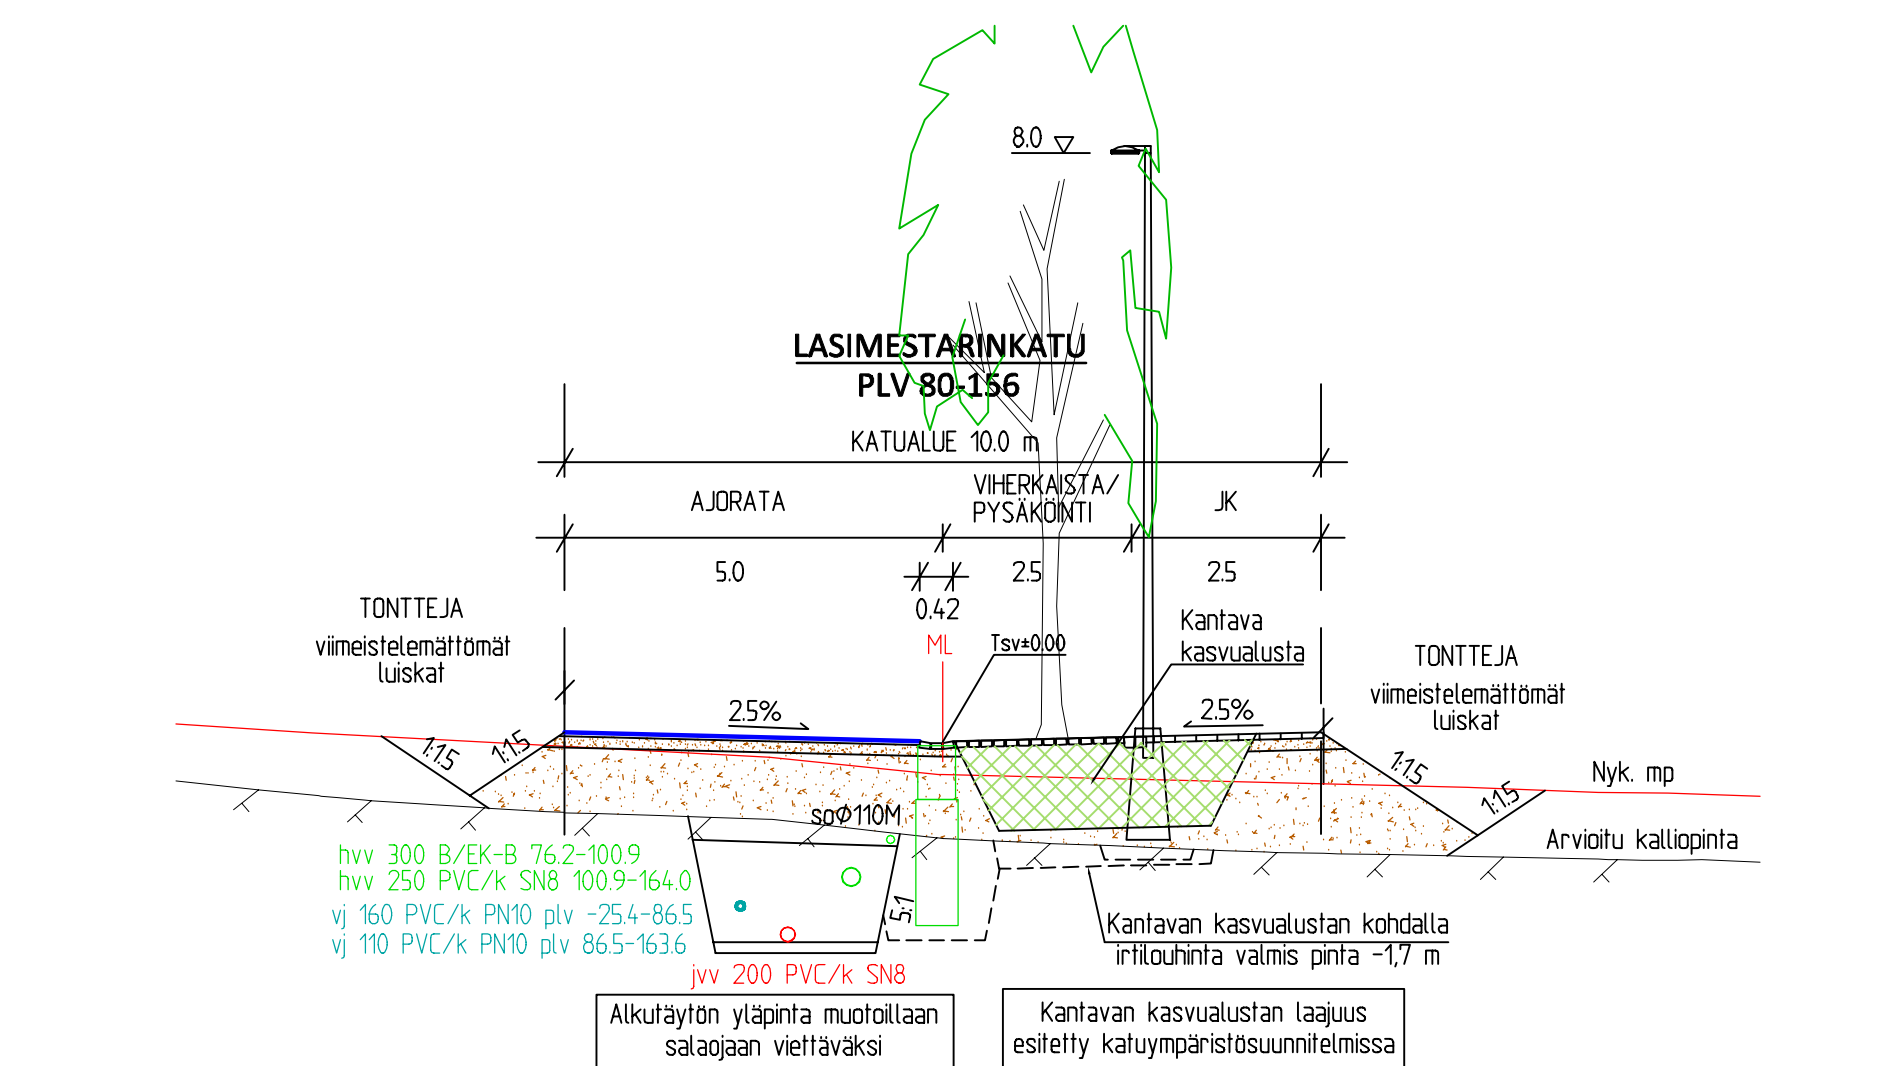 8.0
LASIMESTARINKATU
PLV 80-156
KATUALUE 10.0 m
AJORATA
VIHERKAISTA/
PYSÄKÖINTI
JK
5.0
2.5
2.5
0.42
TONTTEJA
viimeistelemättömät
luiskat
ML
Tsv±0.00
Kantava
kasvualusta
TONTTEJA
viimeistelemättömät
luiskat
2.5%
2.5%
1:1.5
1:1.5
1:1.5
1:1.5
Nyk. mp
soØ110M
Arvioitu kalliopinta
hvv 300 B/EK-B 76.2-100.9
hvv 250 PVC/k SN8 100.9-164.0
vj 160 PVC/k PN10 plv -25.4-86.5
vj 110 PVC/k PN10 plv 86.5-163.6
5:1
Kantavan kasvualustan kohdalla
irtilouhinta valmis pinta -1,7 m
jvv 200 PVC/k SN8
Alkutäytön yläpinta muotoillaan
salaojaan viettäväksi
Kantavan kasvualustan laajuus
esitetty katuympäristösuunnitelmissa